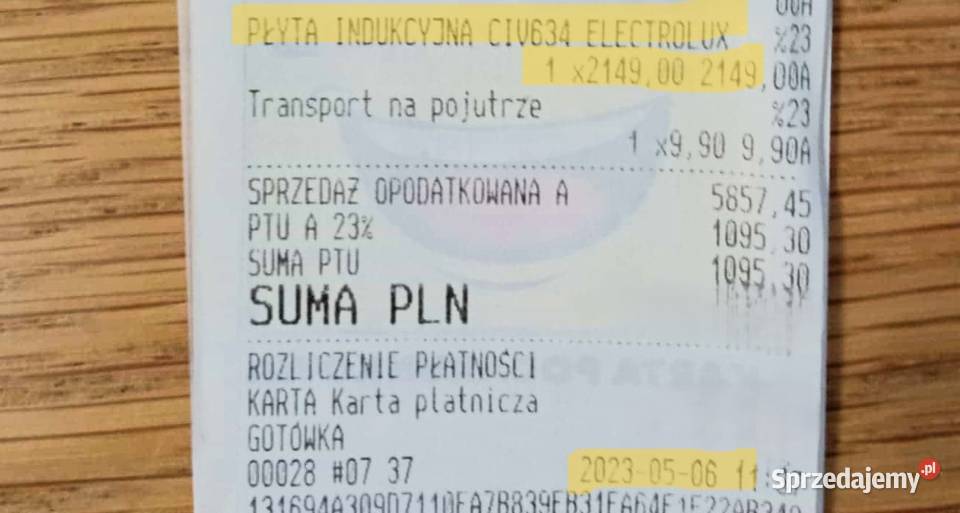 00A
PŁYTA INDUKCYJNA CIV634 ELECTROLUX %23
1 x2149,00 2149,00A
Transport na pojutrze %23
1 x9,90 9,90A
SPRZEDAŻ OPODATKOWANA A 5857,45
PTU A 23% 1095,30
SUMA PTU 1095,30
SUMA PLN
ROZLICZENIE PŁATNOŚCI
KARTA Karta płatnicza
GOTÓWKA
00028 #07 37 2023-05-06 11:
Sprzedajemy.pl